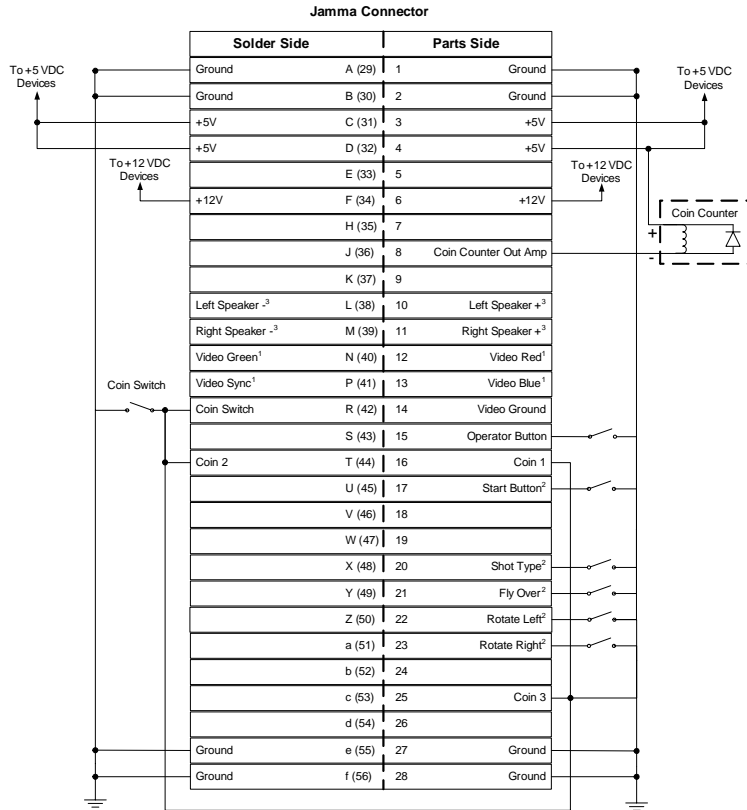 Jamma Connector
Solder Side Parts Side
To +5 VDC
Devices
To +5 VDC
Devices
Ground A (29) 1 Ground
Ground B (30) 2 Ground
+5V C (31) 3 +5V
+5V D (32) 4 +5V
To +12 VDC
Devices
To +12 VDC
Devices
E (33) 5
+12V F (34) 6 +12V
Coin Counter
+
-
H (35) 7
J (36) 8 Coin Counter Out Amp
K (37) 9
Left Speaker -³ L (38) 10 Left Speaker +³
Right Speaker -³ M (39) 11 Right Speaker +³
Video Green¹ N (40) 12 Video Red¹
Video Sync¹ P (41) 13 Video Blue¹
Coin Switch
Coin Switch R (42) 14 Video Ground
S (43) 15 Operator Button
Coin 2 T (44) 16 Coin 1
U (45) 17 Start Button²
V (46) 18
W (47) 19
X (48) 20 Shot Type²
Y (49) 21 Fly Over²
Z (50) 22 Rotate Left²
a (51) 23 Rotate Right²
b (52) 24
c (53) 25 Coin 3
d (54) 26
Ground e (55) 27 Ground
Ground f (56) 28 Ground